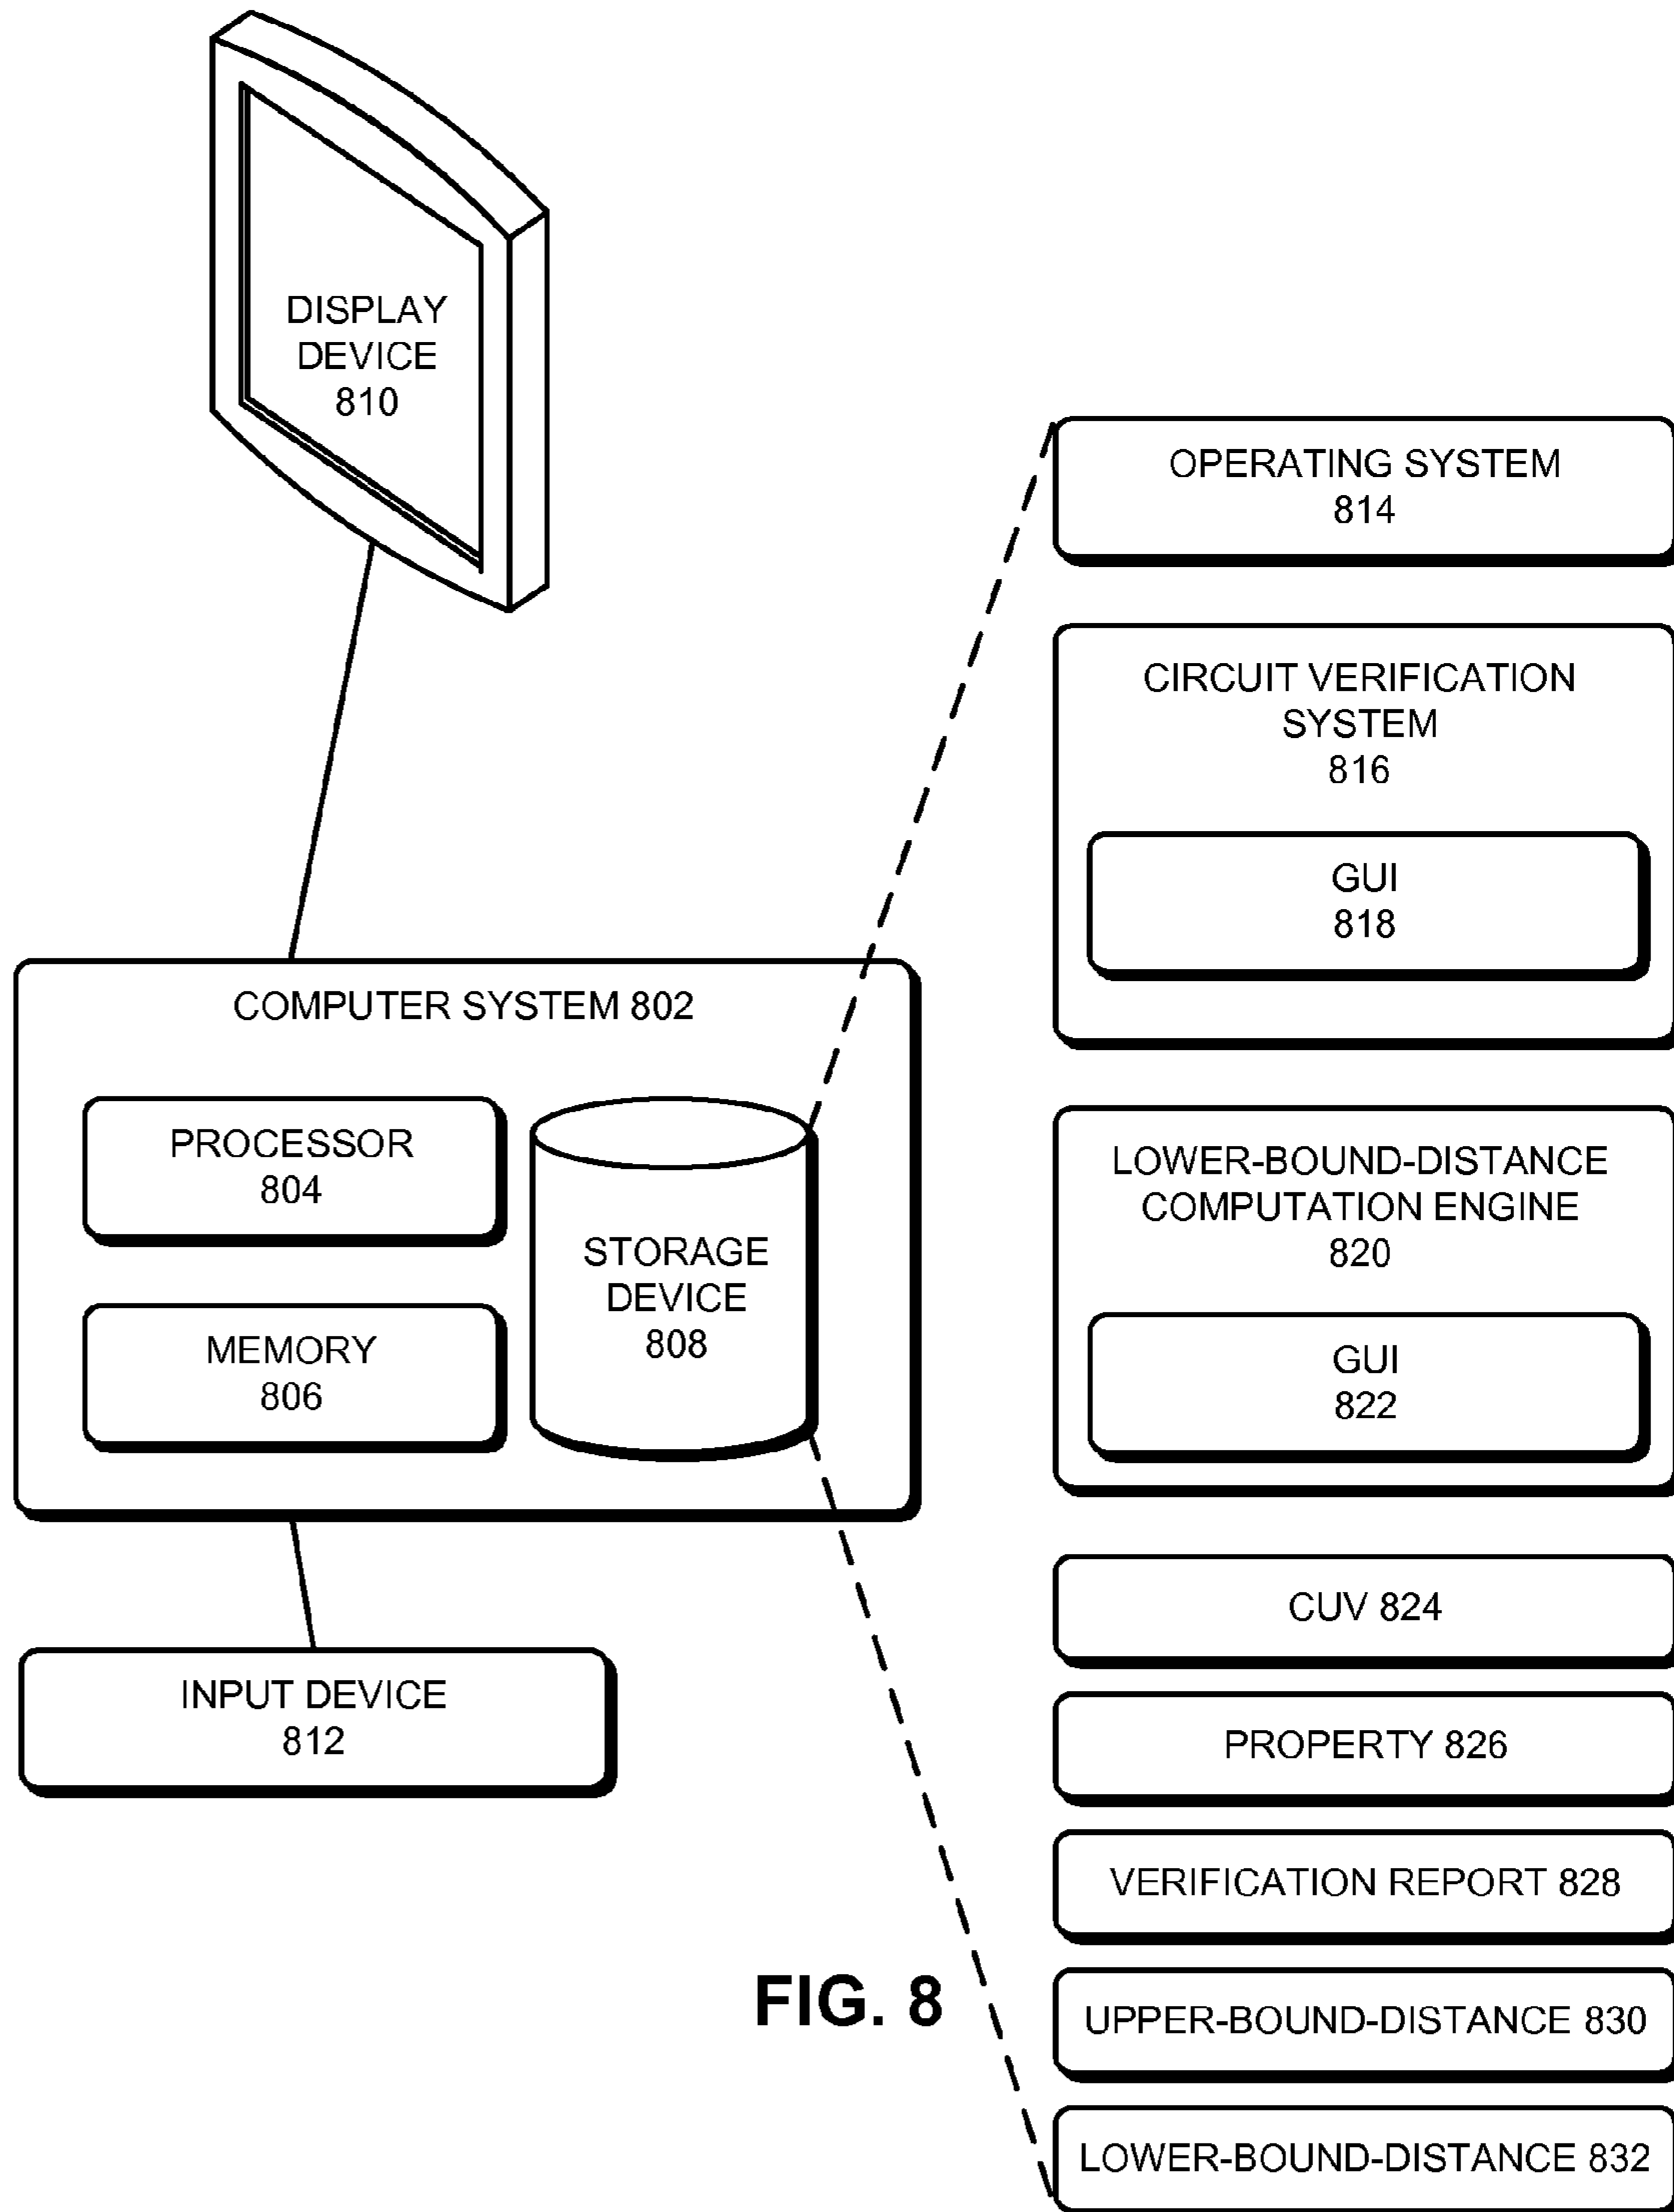 DISPLAY
DEVICE
810
COMPUTER SYSTEM 802
PROCESSOR
804
MEMORY
806
STORAGE
DEVICE
808
INPUT DEVICE
812
OPERATING SYSTEM
814
CIRCUIT VERIFICATION
SYSTEM
816
GUI
818
LOWER-BOUND-DISTANCE
COMPUTATION ENGINE
820
GUI
822
CUV 824
PROPERTY 826
VERIFICATION REPORT 828
UPPER-BOUND-DISTANCE 830
LOWER-BOUND-DISTANCE 832
FIG. 8